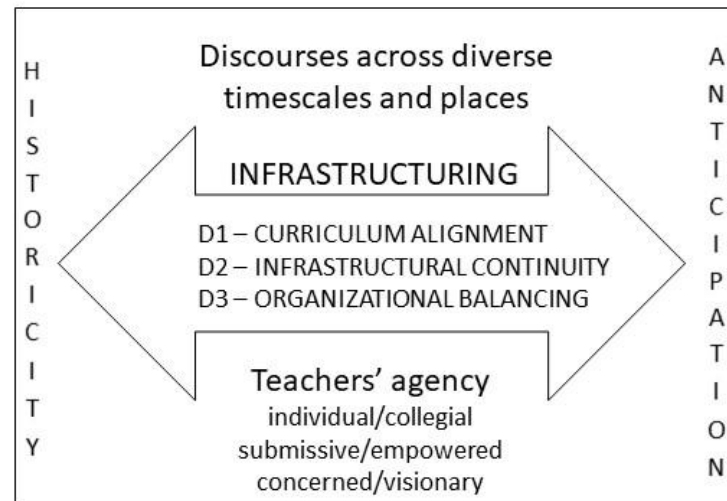 HISTORICITY
Discourses across diverse
timescales and places
INFRASTRUCTURING
D1 – CURRICULUM ALIGNMENT
D2 – INFRASTRUCTURAL CONTINUITY
D3 – ORGANIZATIONAL BALANCING
Teachers’ agency
individual/collegial
submissive/empowered
concerned/visionary
ANTICIPATION